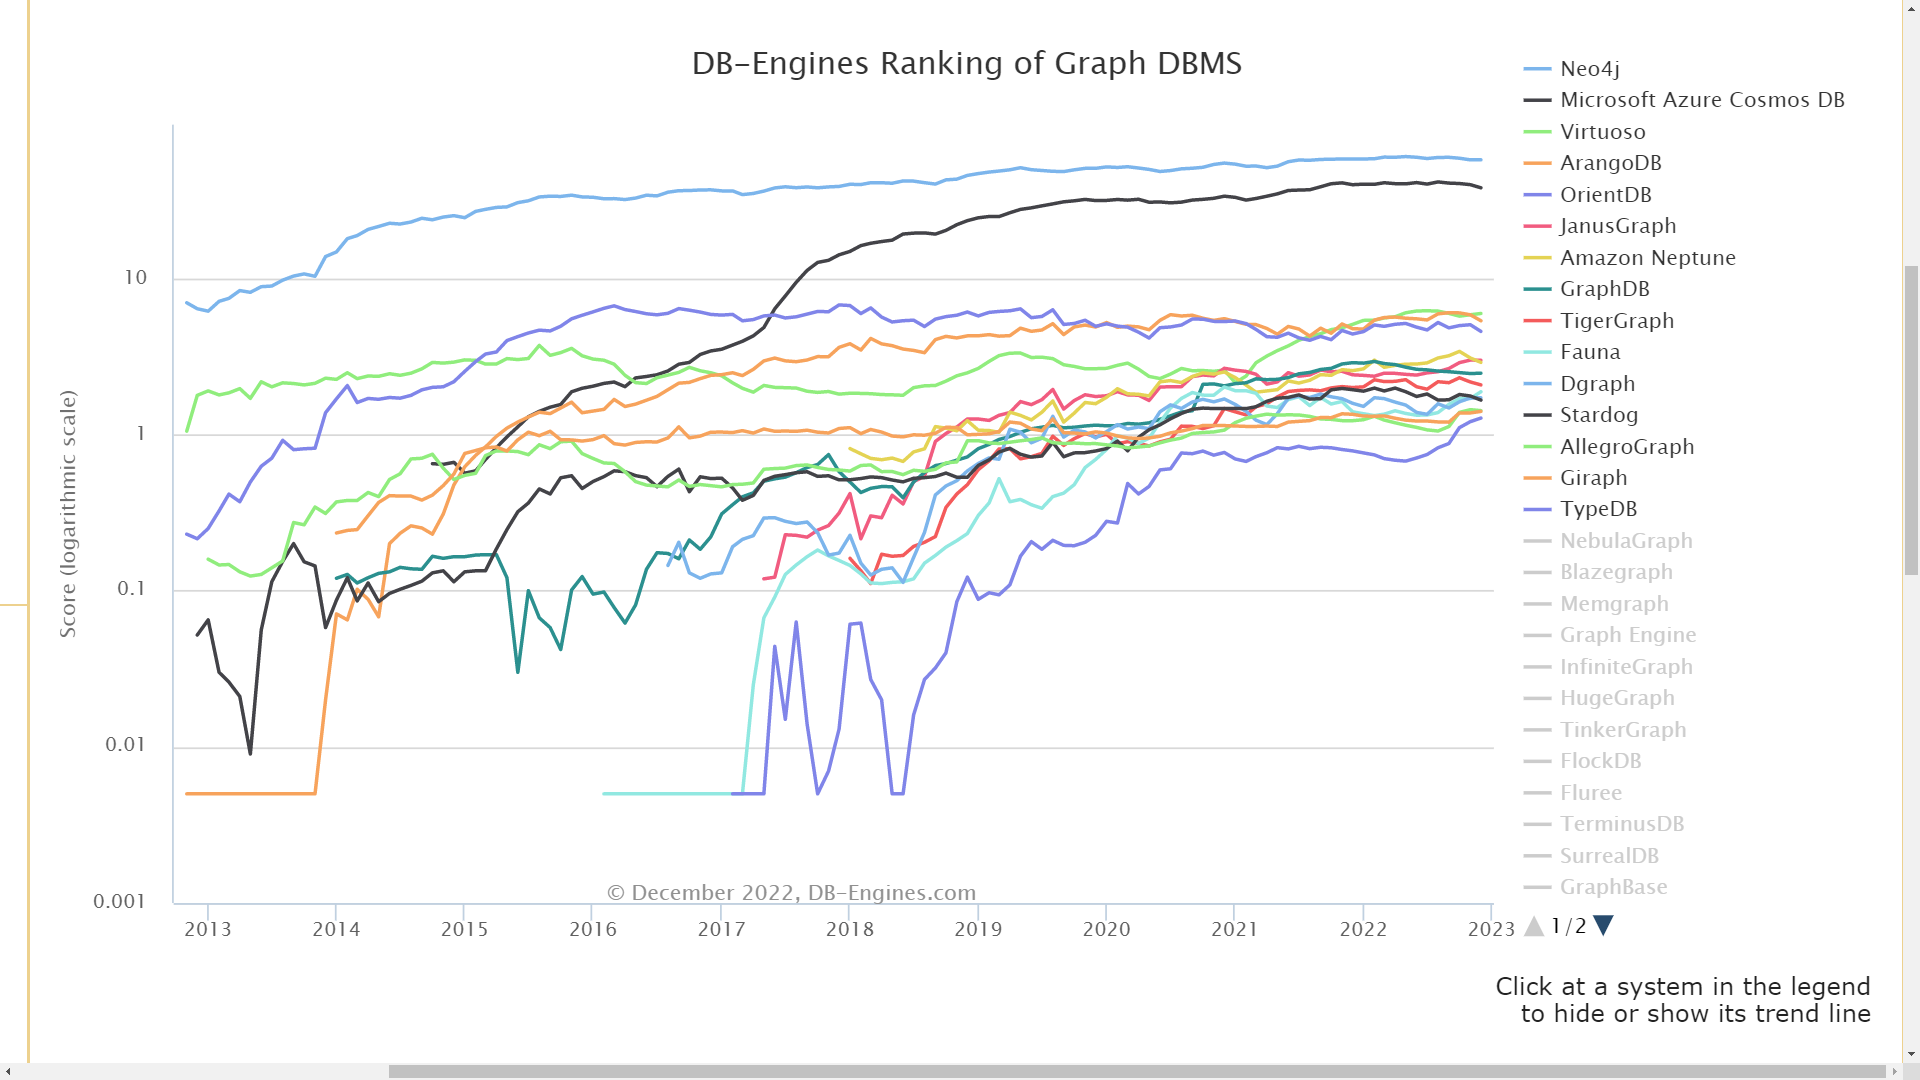 DB-Engines Ranking of Graph DBMS
Score (logarithmic scale)
10
1
0.1
0.01
0.001
2013
2014
2015
2016
2017
2018
2019
2020
2021
2022
2023
© December 2022, DB-Engines.com
Neo4j
Microsoft Azure Cosmos DB
Virtuoso
ArangoDB
OrientDB
JanusGraph
Amazon Neptune
GraphDB
TigerGraph
Fauna
Dgraph
Stardog
AllegroGraph
Giraph
TypeDB
NebulaGraph
Blazegraph
Memgraph
Graph Engine
InfiniteGraph
HugeGraph
TinkerGraph
FlockDB
Fluree
TerminusDB
SurrealDB
GraphBase
1/2
Click at a system in the legend
to hide or show its trend line